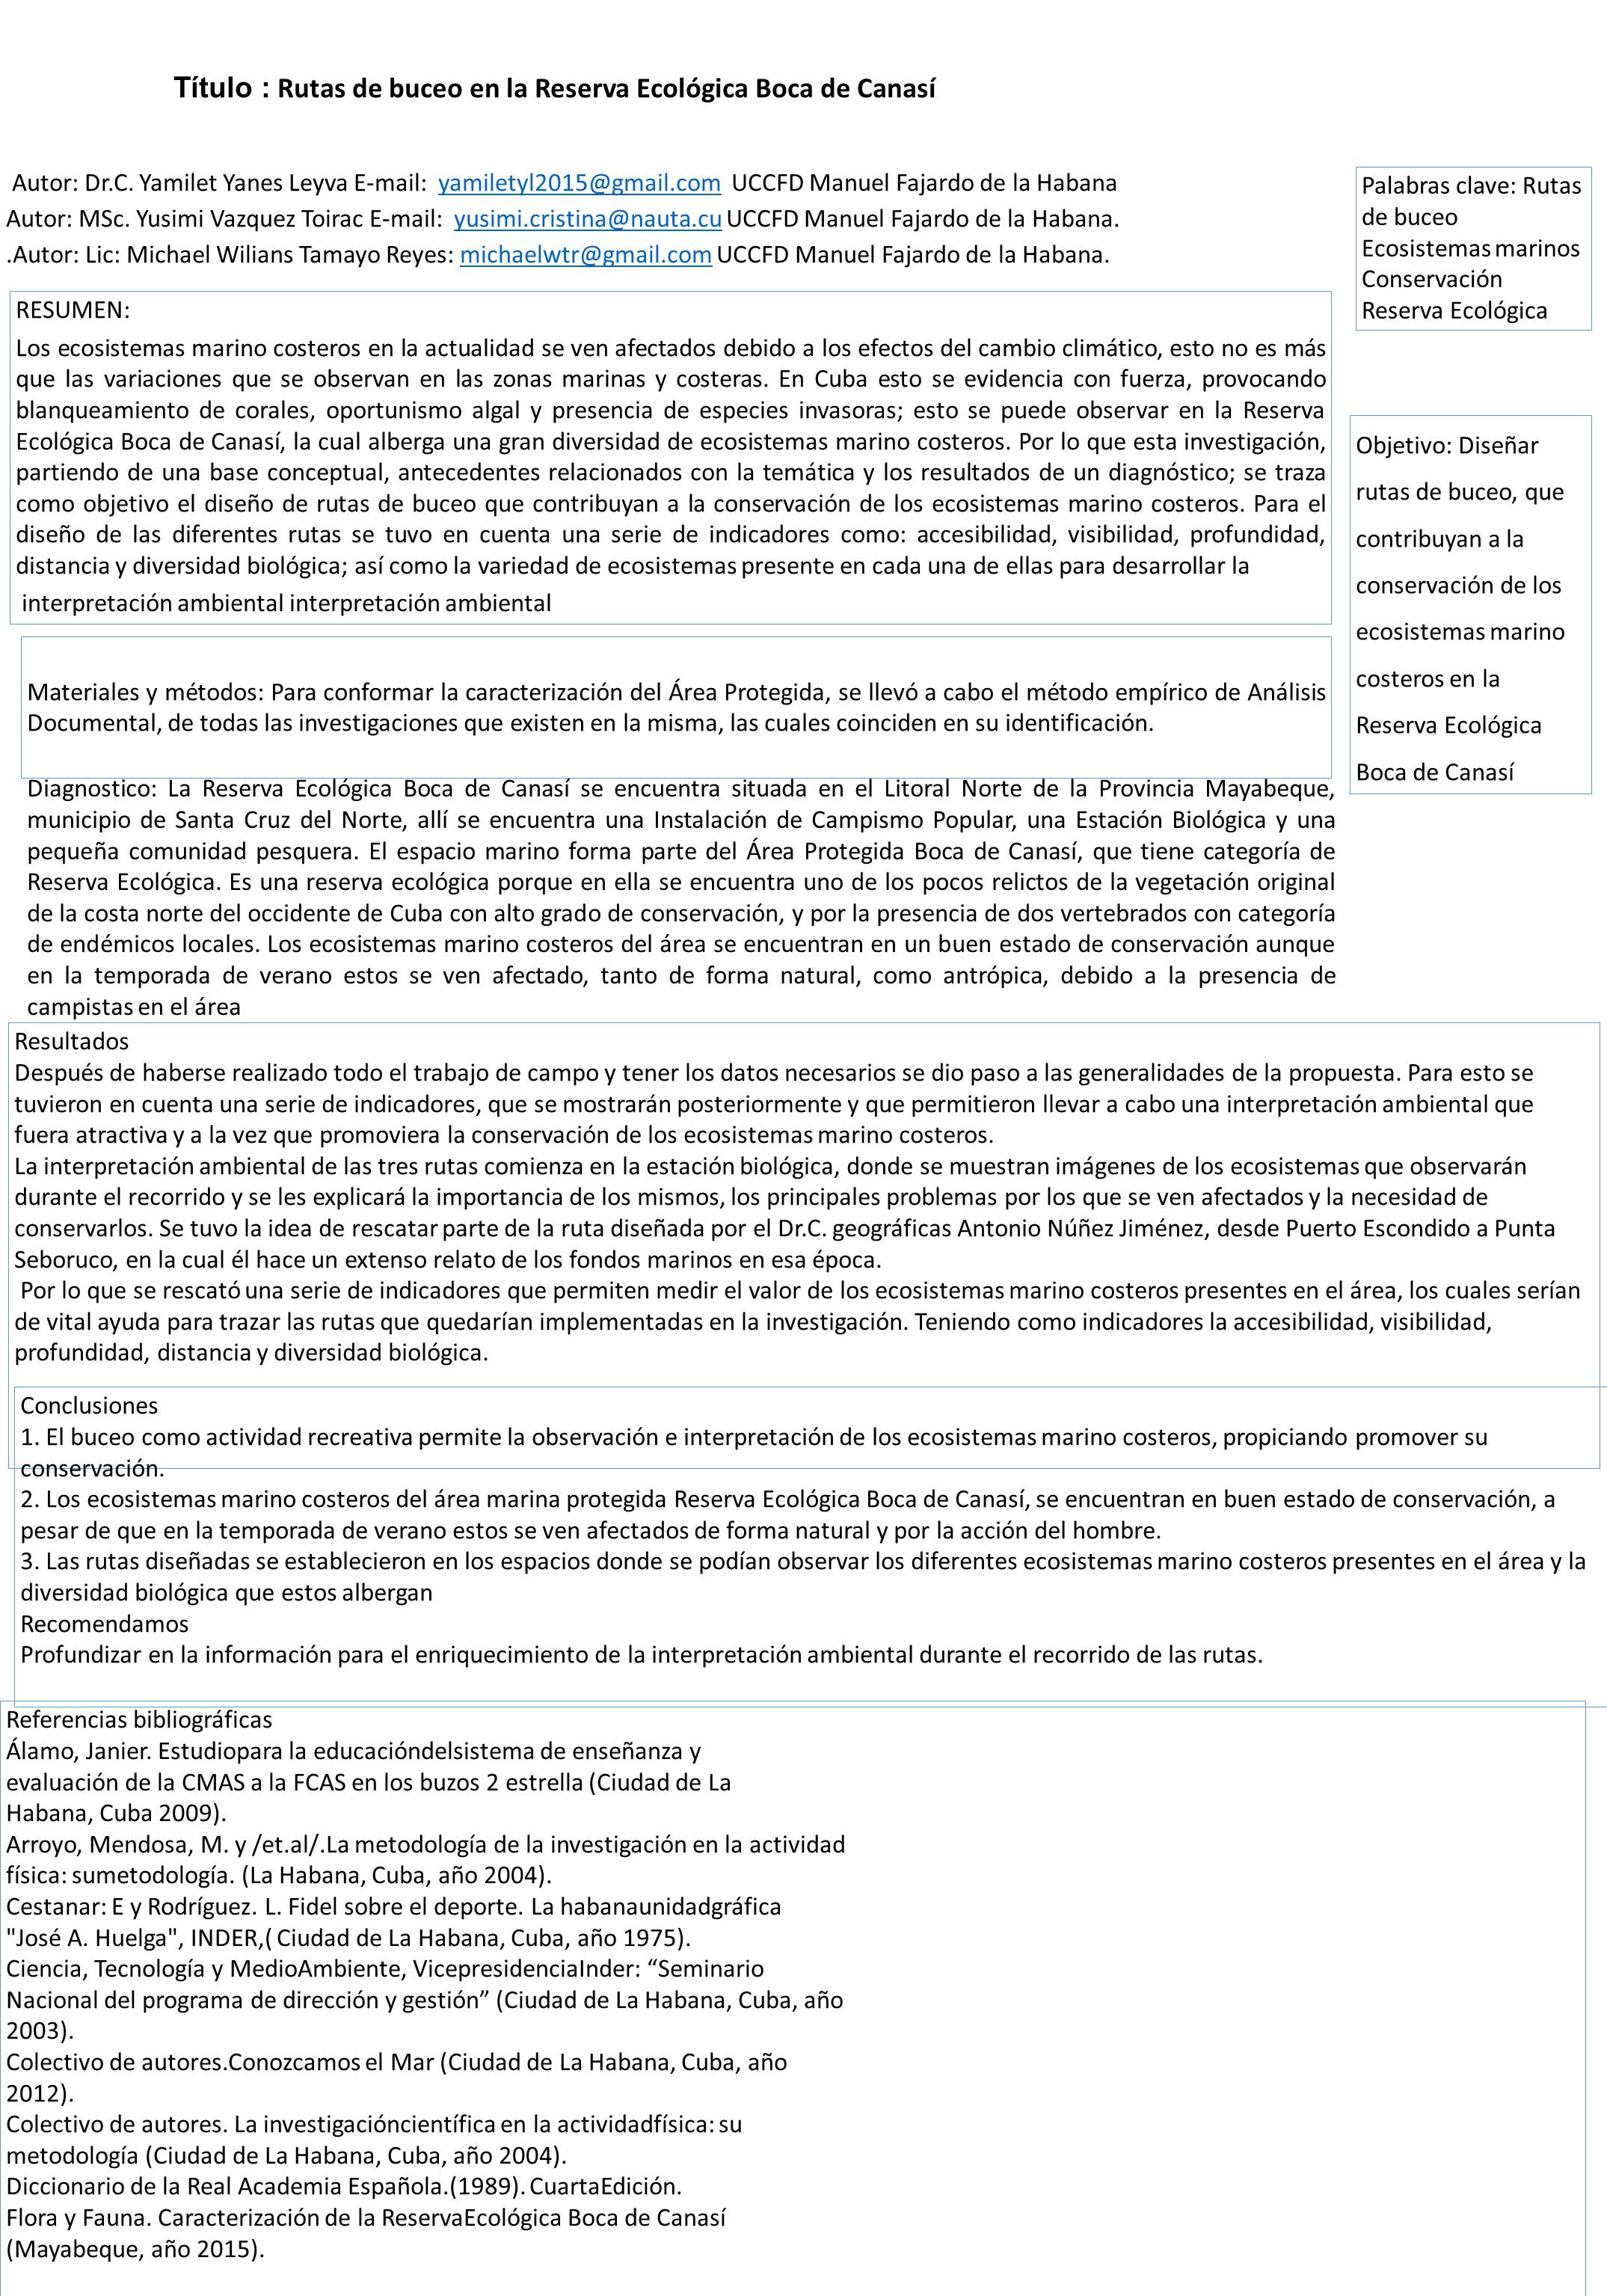 Título : Rutas de buceo en la Reserva Ecológica Boca de Canasí
Autor: Dr.C. Yamilet Yanes Leyva E-mail: yamiletyl2015@gmail.com UCCFD Manuel Fajardo de la Habana
Autor: MSc. Yusimi Vazquez Toirac E-mail: yusimi.cristina@nauta.cu UCCFD Manuel Fajardo de la Habana.
.Autor: Lic: Michael Wilians Tamayo Reyes: michaelwtr@gmail.com UCCFD Manuel Fajardo de la Habana.
Palabras clave: Rutas
de buceo
Ecosistemas marinos
Conservación
Reserva Ecológica
RESUMEN:
Los ecosistemas marino costeros en la actualidad se ven afectados debido a los efectos del cambio climático, esto no es más
que las variaciones que se observan en las zonas marinas y costeras. En Cuba esto se evidencia con fuerza, provocando
blanqueamiento de corales, oportunismo algal y presencia de especies invasoras; esto se puede observar en la Reserva
Ecológica Boca de Canasí, la cual alberga una gran diversidad de ecosistemas marino costeros. Por lo que esta investigación,
partiendo de una base conceptual, antecedentes relacionados con la temática y los resultados de un diagnóstico; se traza
como objetivo el diseño de rutas de buceo que contribuyan a la conservación de los ecosistemas marino costeros. Para el
diseño de las diferentes rutas se tuvo en cuenta una serie de indicadores como: accesibilidad, visibilidad, profundidad,
distancia y diversidad biológica; así como la variedad de ecosistemas presente en cada una de ellas para desarrollar la
interpretación ambiental interpretación ambiental
Objetivo: Diseñar
rutas de buceo, que
contribuyan a la
conservación de los
ecosistemas marino
costeros en la
Reserva Ecológica
Boca de Canasí
Materiales y métodos: Para conformar la caracterización del Área Protegida, se llevó a cabo el método empírico de Análisis
Documental, de todas las investigaciones que existen en la misma, las cuales coinciden en su identificación.
Diagnostico: La Reserva Ecológica Boca de Canasí se encuentra situada en el Litoral Norte de la Provincia Mayabeque,
municipio de Santa Cruz del Norte, allí se encuentra una Instalación de Campismo Popular, una Estación Biológica y una
pequeña comunidad pesquera. El espacio marino forma parte del Área Protegida Boca de Canasí, que tiene categoría de
Reserva Ecológica. Es una reserva ecológica porque en ella se encuentra uno de los pocos relictos de la vegetación original
de la costa norte del occidente de Cuba con alto grado de conservación, y por la presencia de dos vertebrados con categoría
de endémicos locales. Los ecosistemas marino costeros del área se encuentran en un buen estado de conservación aunque
en la temporada de verano estos se ven afectado, tanto de forma natural, como antrópica, debido a la presencia de
campistas en el área
Resultados
Después de haberse realizado todo el trabajo de campo y tener los datos necesarios se dio paso a las generalidades de la propuesta. Para esto se
tuvieron en cuenta una serie de indicadores, que se mostrarán posteriormente y que permitieron llevar a cabo una interpretación ambiental que
fuera atractiva y a la vez que promoviera la conservación de los ecosistemas marino costeros.
La interpretación ambiental de las tres rutas comienza en la estación biológica, donde se muestran imágenes de los ecosistemas que observarán
durante el recorrido y se les explicará la importancia de los mismos, los principales problemas por los que se ven afectados y la necesidad de
conservarlos. Se tuvo la idea de rescatar parte de la ruta diseñada por el Dr.C. geográficas Antonio Núñez Jiménez, desde Puerto Escondido a Punta
Seboruco, en la cual él hace un extenso relato de los fondos marinos en esa época.
Por lo que se rescató una serie de indicadores que permiten medir el valor de los ecosistemas marino costeros presentes en el área, los cuales serían
de vital ayuda para trazar las rutas que quedarían implementadas en la investigación. Teniendo como indicadores la accesibilidad, visibilidad,
profundidad, distancia y diversidad biológica.
Conclusiones
1. El buceo como actividad recreativa permite la observación e interpretación de los ecosistemas marino costeros, propiciando promover su
conservación.
2. Los ecosistemas marino costeros del área marina protegida Reserva Ecológica Boca de Canasí, se encuentran en buen estado de conservación, a
pesar de que en la temporada de verano estos se ven afectados de forma natural y por la acción del hombre.
3. Las rutas diseñadas se establecieron en los espacios donde se podían observar los diferentes ecosistemas marino costeros presentes en el área y la
diversidad biológica que estos albergan
Recomendamos
Profundizar en la información para el enriquecimiento de la interpretación ambiental durante el recorrido de las rutas.
Referencias bibliográficas
Álamo, Janier. Estudiopara la educacióndelsistema de enseñanza y
evaluación de la CMAS a la FCAS en los buzos 2 estrella (Ciudad de La
Habana, Cuba 2009).
Arroyo, Mendosa, M. y /et.al/.La metodología de la investigación en la actividad
física: sumetodología. (La Habana, Cuba, año 2004).
Cestanar: E y Rodríguez. L. Fidel sobre el deporte. La habanaunidadgráfica
"José A. Huelga", INDER,( Ciudad de La Habana, Cuba, año 1975).
Ciencia, Tecnología y MedioAmbiente, VicepresidenciaInder: “Seminario
Nacional del programa de dirección y gestión” (Ciudad de La Habana, Cuba, año
2003).
Colectivo de autores.Conozcamos el Mar (Ciudad de La Habana, Cuba, año
2012).
Colectivo de autores. La investigacióncientífica en la actividadfísica: su
metodología (Ciudad de La Habana, Cuba, año 2004).
Diccionario de la Real Academia Española.(1989). CuartaEdición.
Flora y Fauna. Caracterización de la ReservaEcológica Boca de Canasí
(Mayabeque, año 2015).